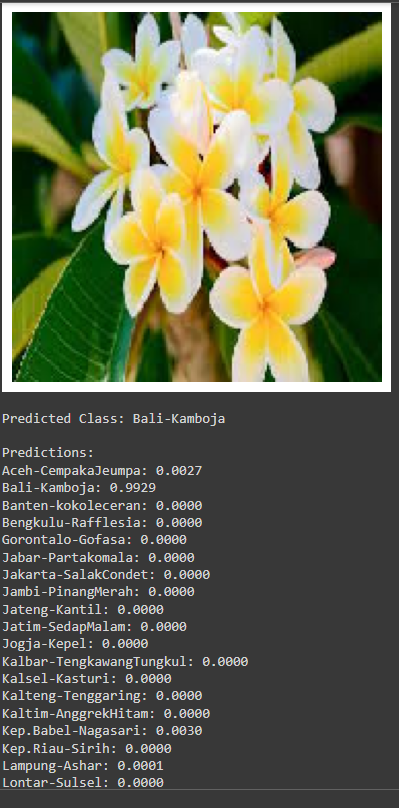 Predicted Class: Bali-Kamboja
Predictions:
Aceh-CempakaJeumpa: 0.0027
Bali-Kamboja: 0.9929
Banten-kokoleceran: 0.0000
Bengkulu-Rafflesia: 0.0000
Gorontalo-Gofasa: 0.0000
Jabar-Partakomala: 0.0000
Jakarta-SalakCondet: 0.0000
Jambi-PinangMerah: 0.0000
Jateng-Kantil: 0.0000
Jatim-SedapMalam: 0.0000
Jogja-Kepel: 0.0000
Kalbar-TengkawangTungkul: 0.0000
Kalsel-Kasturi: 0.0000
Kalteng-Tenggaring: 0.0000
Kaltim-AnggrekHitam: 0.0000
Kep.Babel-Nagasari: 0.0030
Kep.Riau-Sirih: 0.0000
Lampung-Ashar: 0.0001
Lontar-Sulsel: 0.0000